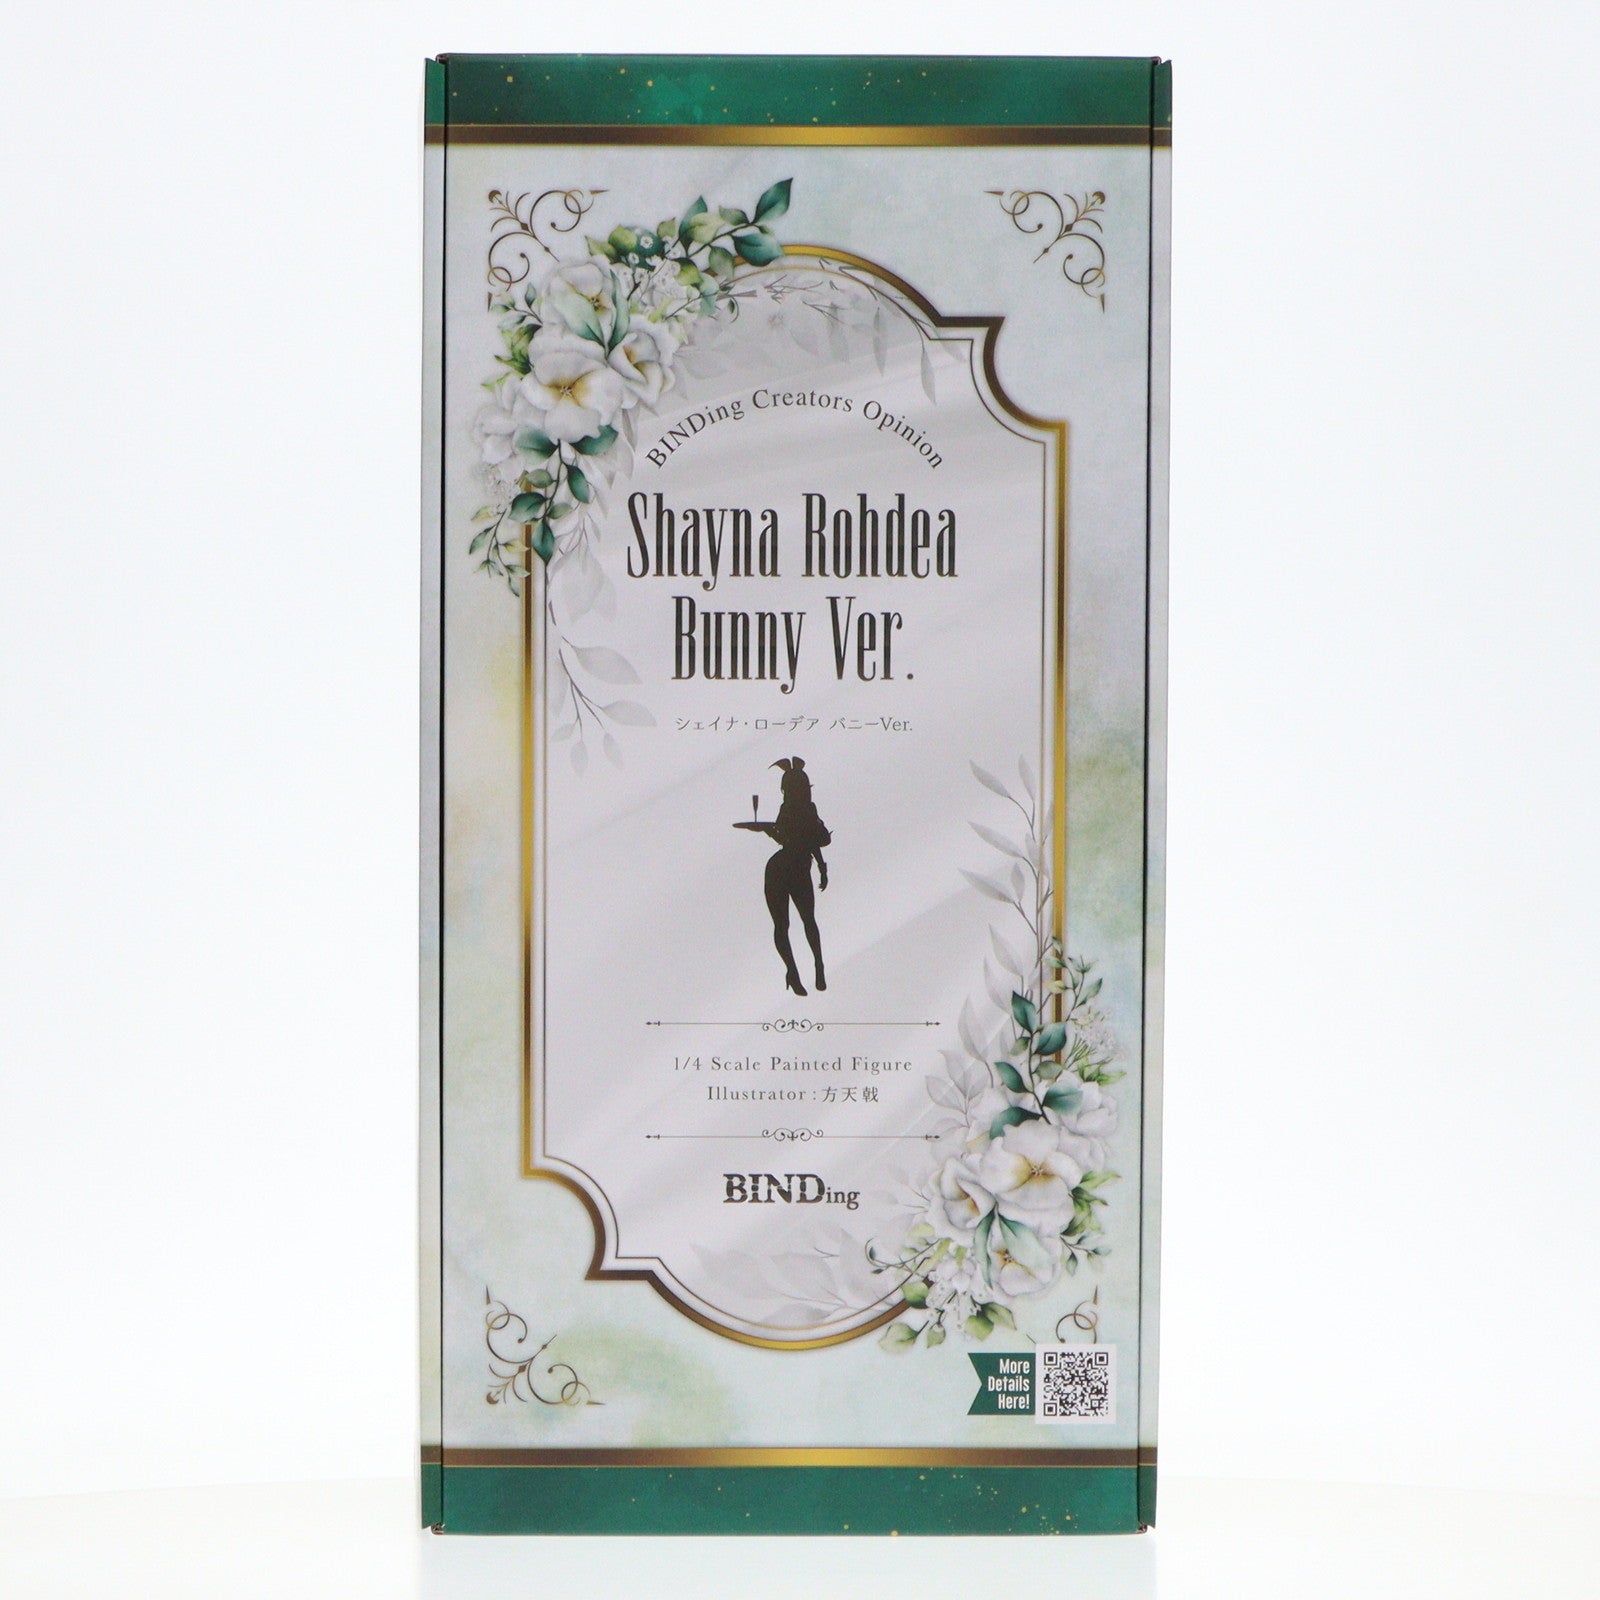 BINDing Creators Opinion
Shayna Rohdea
Bunny Ver.
シェイナ・ローデア バニーVer.
1/4 Scale Painted Figure
Illustrator : 方天戟
BINDing
More
Details
Here!